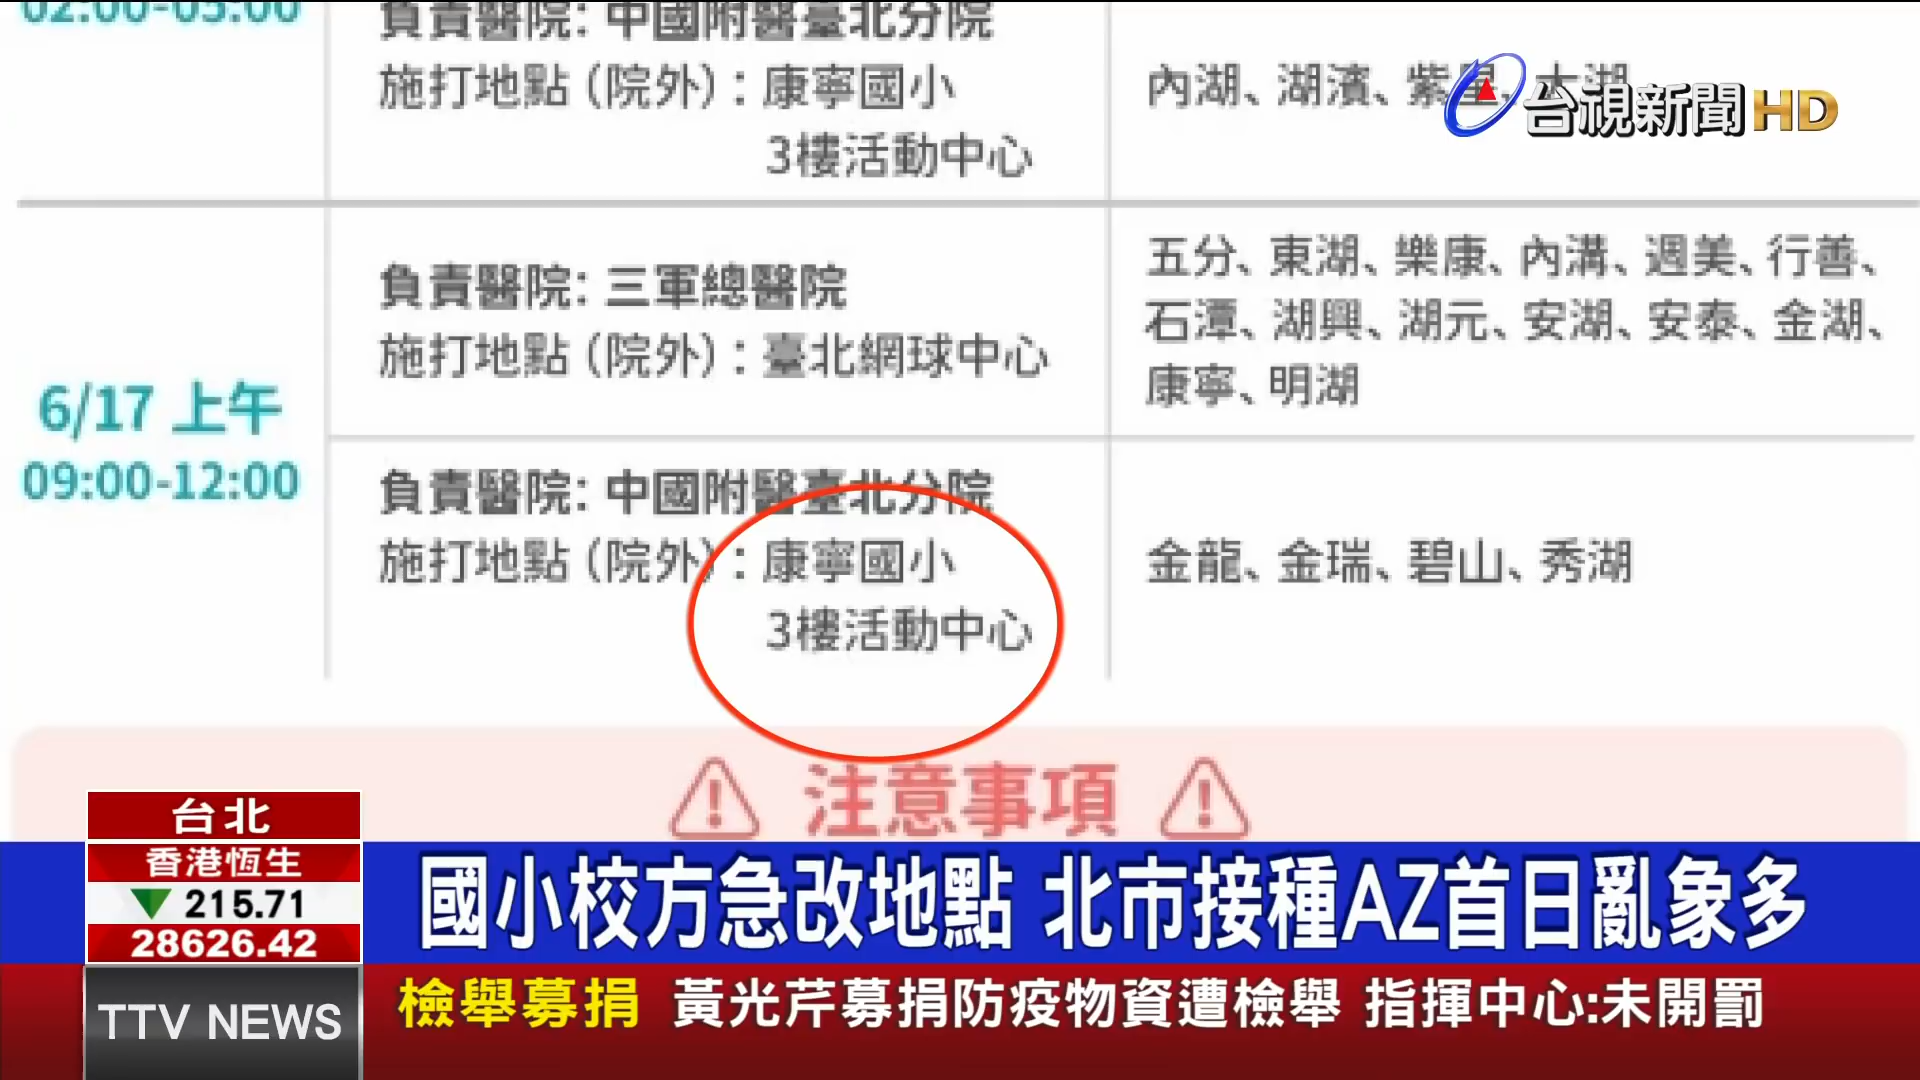 02:00-05:00
負責醫院: 中國附醫臺北分院
施打地點 (院外) : 康寧國小
3樓活動中心
內湖、湖濱、紫星、大湖
台視新聞HD
6/17 上午
09:00-12:00
負責醫院: 三軍總醫院
施打地點 (院外) : 臺北網球中心
五分、東湖、樂康、內溝、週美、行善、
石潭、湖興、湖元、安湖、安泰、金湖、
康寧、明湖
負責醫院: 中國附醫臺北分院
施打地點 (院外) : 康寧國小
3樓活動中心
金龍、金瑞、碧山、秀湖
注意事項
台北
香港恆生
▼ 215.71
28626.42
國小校方急改地點 北市接種AZ首日亂象多
TTV NEWS
檢舉募捐 黃光芹募捐防疫物資遭檢舉 指揮中心:未開罰